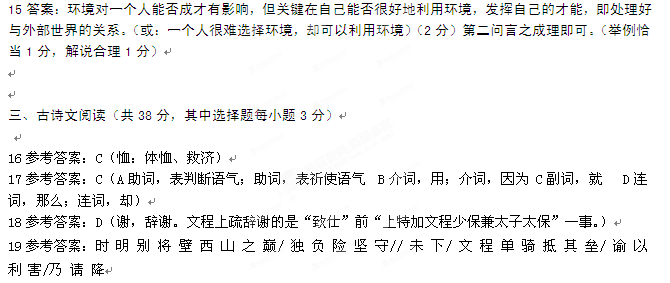 15 答案：环境对一个人能否成才有影响，但关键在自己能否很好地利用环境，发挥自己的才能，即处理好
与外部世界的关系。（或：一个人很难选择环境，却可以利用环境）（2 分）第二问言之成理即可。（举例恰
当 1 分，解说合理 1 分）
三、古诗文阅读（共 38 分，其中选择题每小题 3 分）
16 参考答案：C（恤：体恤、救济）
17 参考答案：C（A 助词，表判断语气；助词，表祈使语气 B 介词，用；介词，因为 C 副词，就 D 连
词，那么；连词，却）
18 参考答案：D（谢，辞谢。文程上疏辞谢的是“致仕”前“上特加文程少保兼太子太保”一事。）
19 参考答案：时 明 别 将 壁 西 山 之 巅/ 独 负 险 坚 守// 未 下/ 文 程 单 骑 抵 其 垒/ 谕 以
利 害/乃 请 降